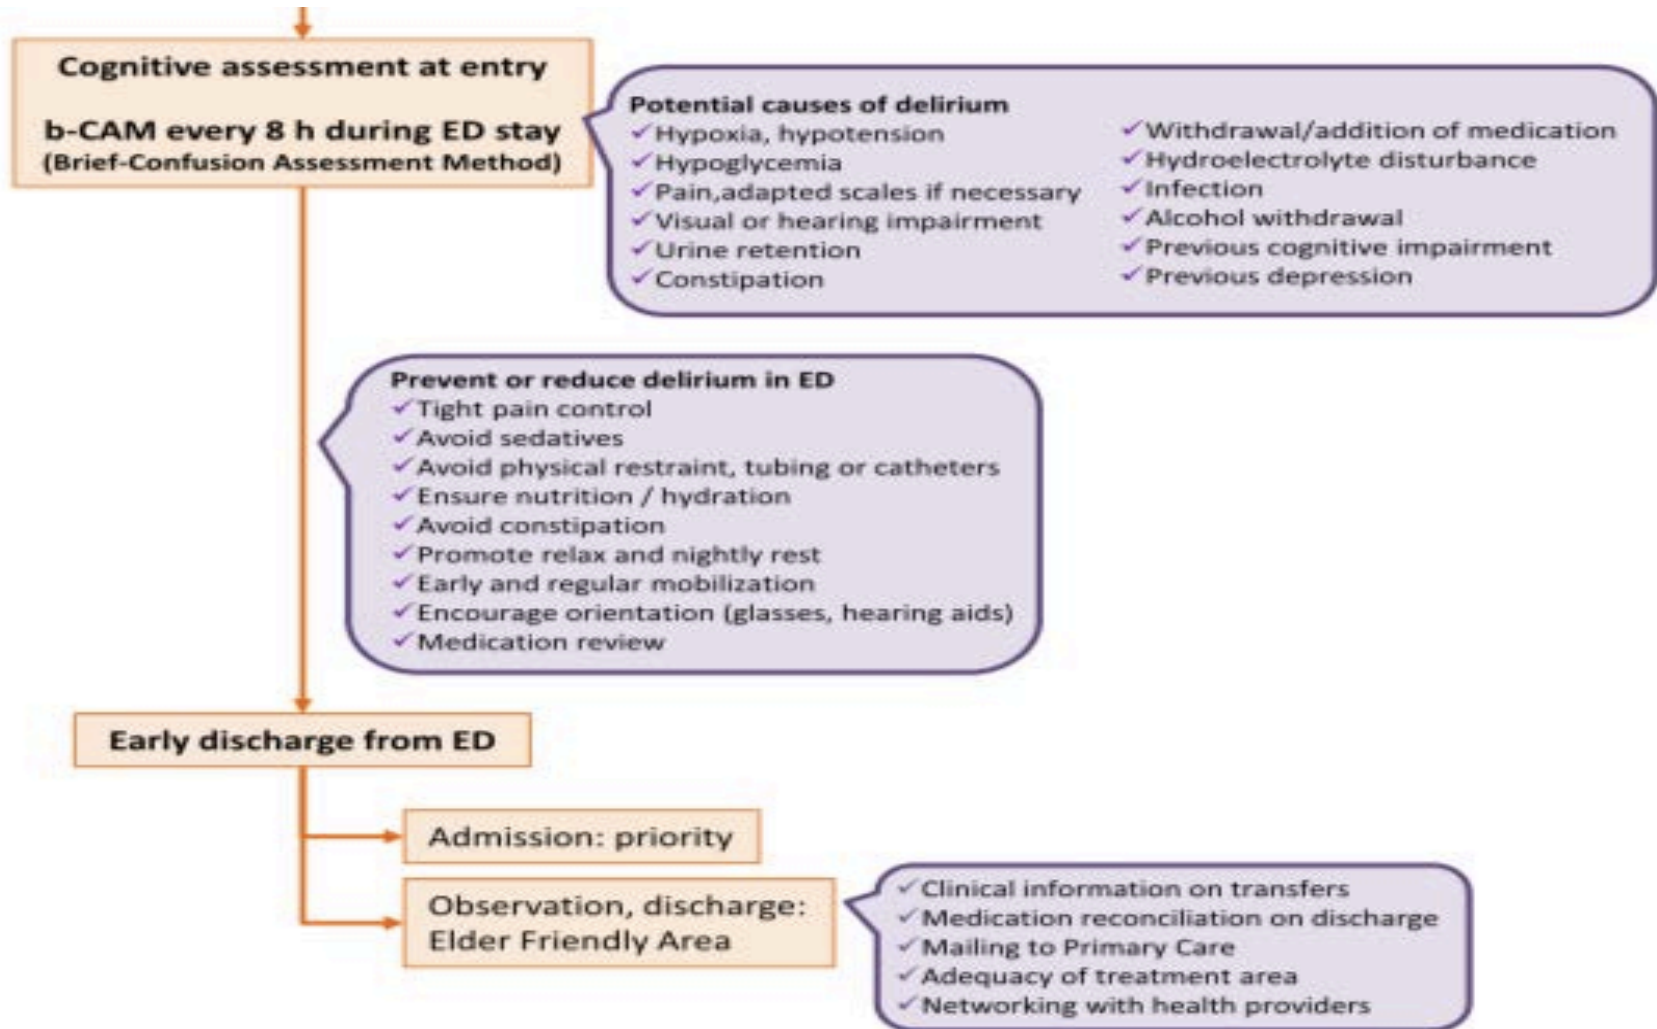 Cognitive assessment at entry
b-CAM every 8 h during ED stay
(Brief-Confusion Assessment Method)
Potential causes of delirium
✓Hypoxia, hypotension
✓Hypoglycemia
✓Pain,adapted scales if necessary
✓Visual or hearing impairment
✓Urine retention
✓Constipation
✓Withdrawal/addition of medication
✓Hydroelectrolyte disturbance
✓Infection
✓Alcohol withdrawal
✓Previous cognitive impairment
✓Previous depression
Prevent or reduce delirium in ED
✓Tight pain control
✓Avoid sedatives
✓Avoid physical restraint, tubing or catheters
✓Ensure nutrition / hydration
✓Avoid constipation
✓Promote relax and nightly rest
✓Early and regular mobilization
✓Encourage orientation (glasses, hearing aids)
✓Medication review
Early discharge from ED
Admission: priority
Observation, discharge:
Elder Friendly Area
✓Clinical information on transfers
✓Medication reconciliation on discharge
✓Mailing to Primary Care
✓Adequacy of treatment area
✓Networking with health providers